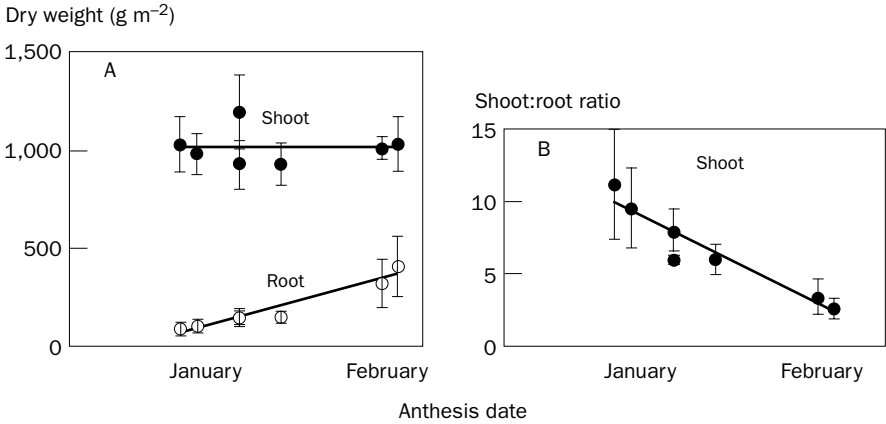 Dry weight (g m⁻²)
1,500
A
Shoot
1,000
500
Root
0
January February
Shoot:root ratio
15
B
Shoot
10
5
0
January February
Anthesis date